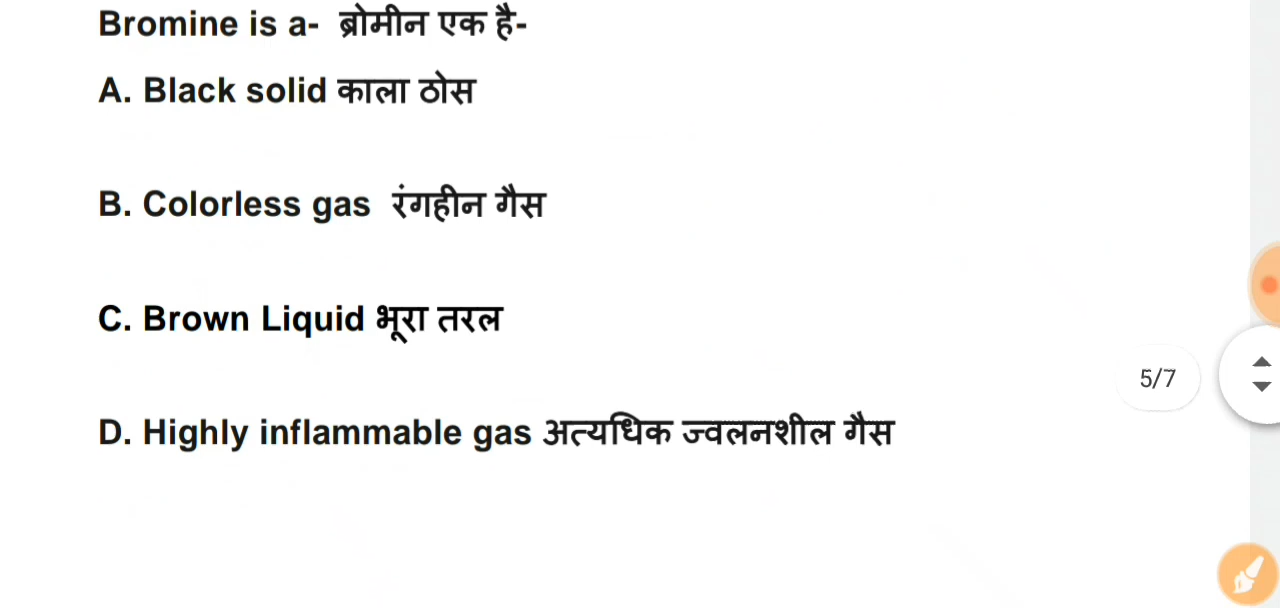 Bromine is a- ब्रोमीन एक है-
A. Black solid काला ठोस
B. Colorless gas रंगहीन गैस
C. Brown Liquid भूरा तरल
5/7
D. Highly inflammable gas अत्यधिक ज्वलनशील गैस